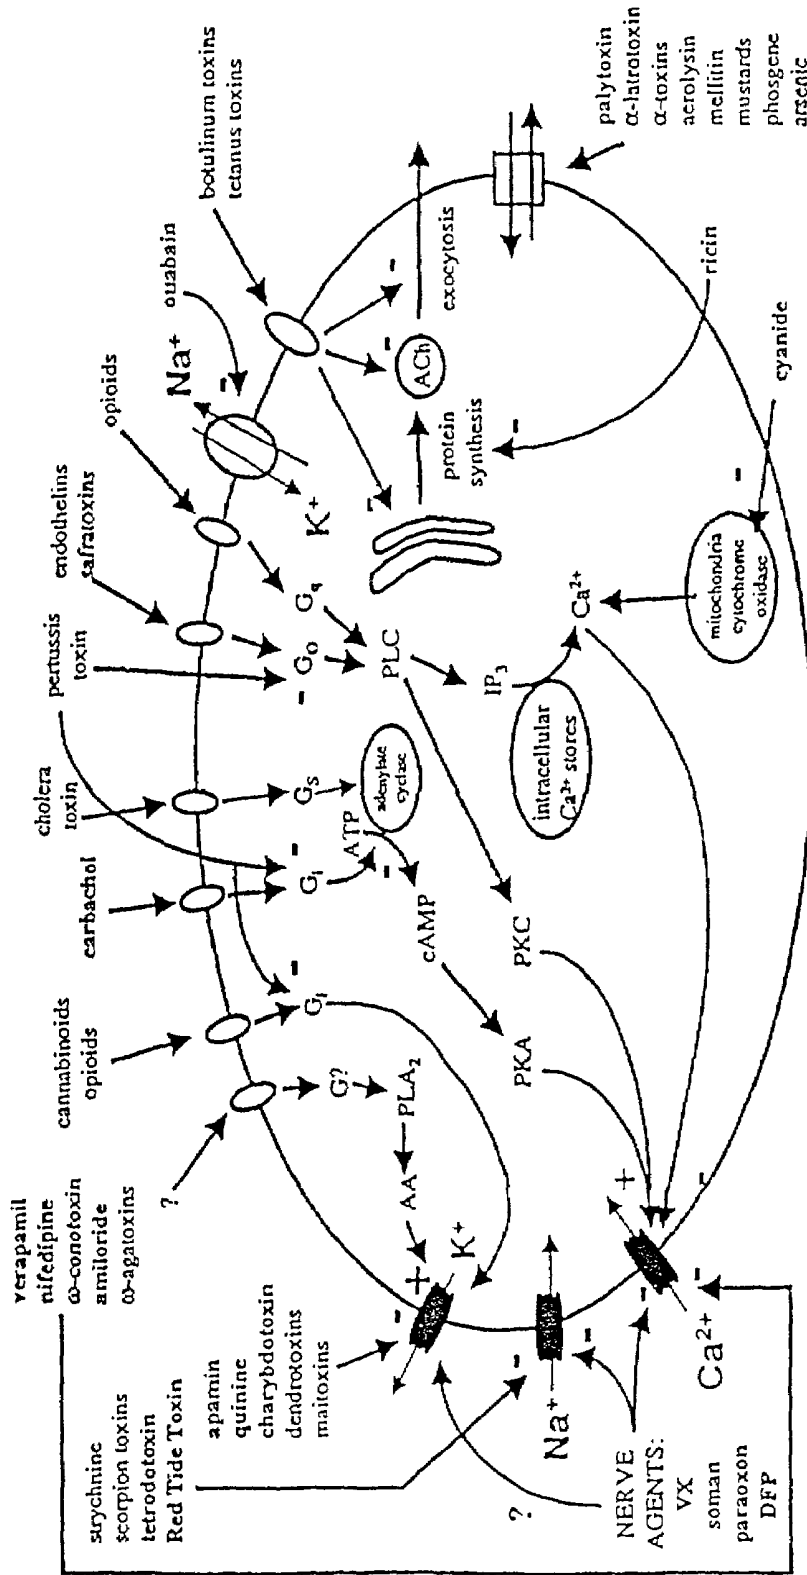 verapamil
nifedipine
ω-conotoxin
amiloride
ω-agatoxins
?
cannabinoids
opioids
carbachol
cholera
toxin
pertussis
toxin
endothelins
safratoxins
opioids
ouabain
botulinum toxins
tetanus toxins
strychnine
scorpion toxins
tetrodotoxin
Red Tide Toxin
apamin
quinine
charybdotoxin
dendrotoxins
maitoxins
?
NERVE
AGENTS:
VX
soman
paraoxon
DFP
G?
PLA2
AA
+
-
K+
Gi
-
Gi
-
Gs
-
Go
Gq
K+
Na+
-
ATP
adenylate
cyclase
-
cAMP
PKA
PLC
PKC
IP3
intracellular
Ca2+ stores
Ca2+
protein
synthesis
-
ACh
-
-
exocytosis
mitochondria
cytochrome
oxidase
-
cyanide
ricin
palytoxin
α-latrotoxin
α-toxins
aerolysin
mellitin
mustards
phosgene
arsenic
Na+
-
-
Ca2+
+
-
-
-